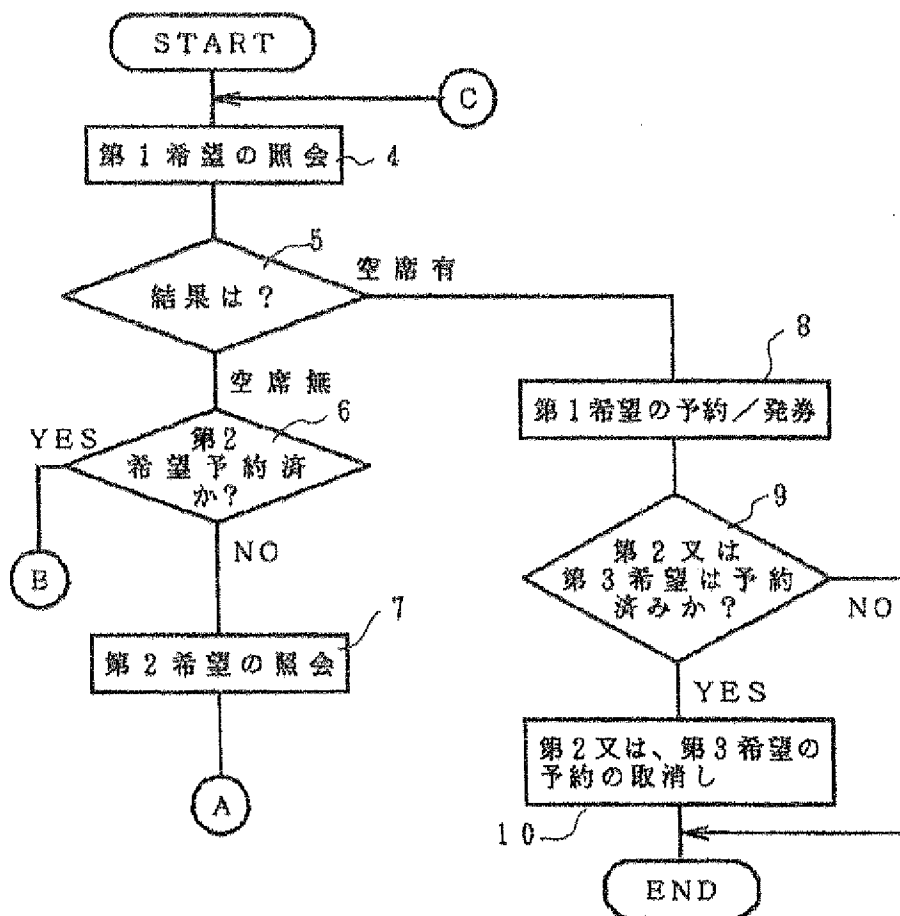 START
C
第1希望の照会
4
5
結果は?
空席有
空席無
8
第1希望の予約/発券
6
YES
第2
希望予約済
か?
NO
B
9
第2又は
第3希望は予約
済みか?
NO
7
第2希望の照会
YES
A
第2又は、第3希望の
予約の取消し
10
END